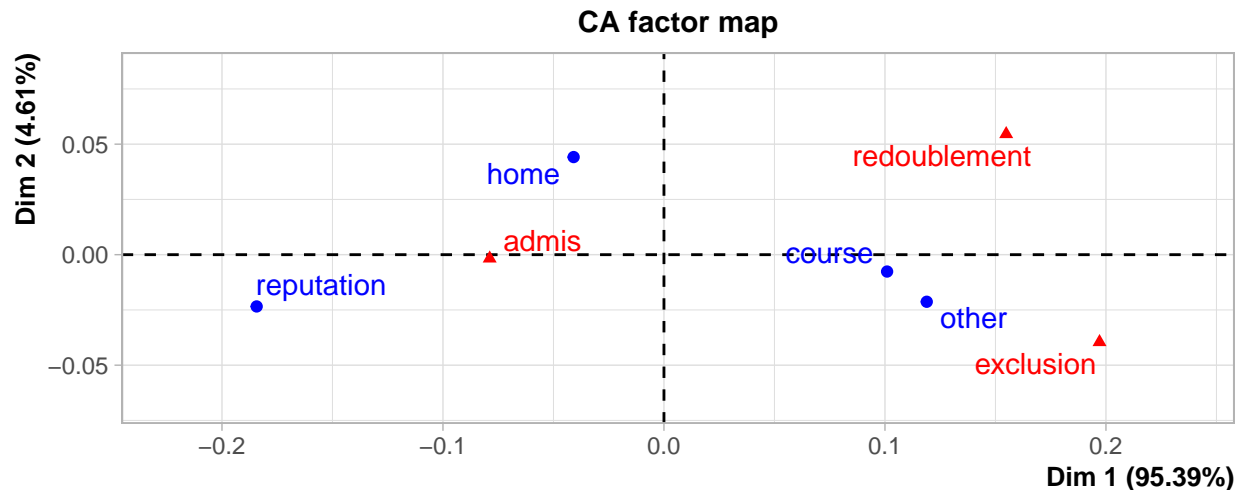 CA factor map
Dim 2 (4.61%)
0.05
0.00
−0.05
redoublement
home
admis
course
reputation
other
exclusion
−0.2
−0.1
0.0
0.1
0.2
Dim 1 (95.39%)